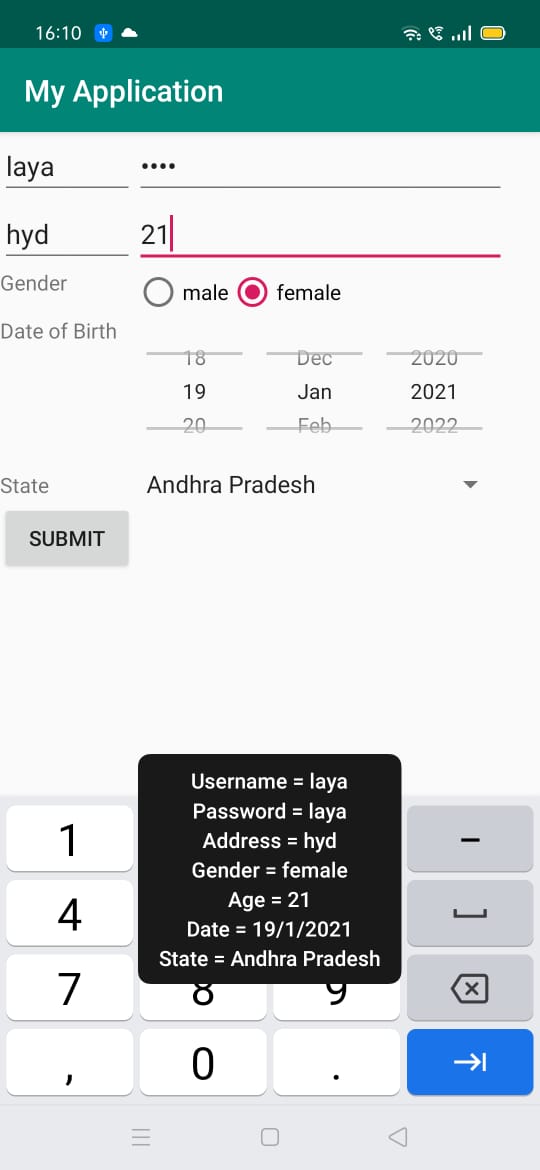 16:10
My Application
laya ••••
hyd 21
Gender male female
Date of Birth
18 Dec 2020
19 Jan 2021
20 Feb 2022
State Andhra Pradesh
SUBMIT
Username = laya
Password = laya
Address = hyd
Gender = female
Age = 21
Date = 19/1/2021
State = Andhra Pradesh
1 –
4
7 8 9
, 0 .